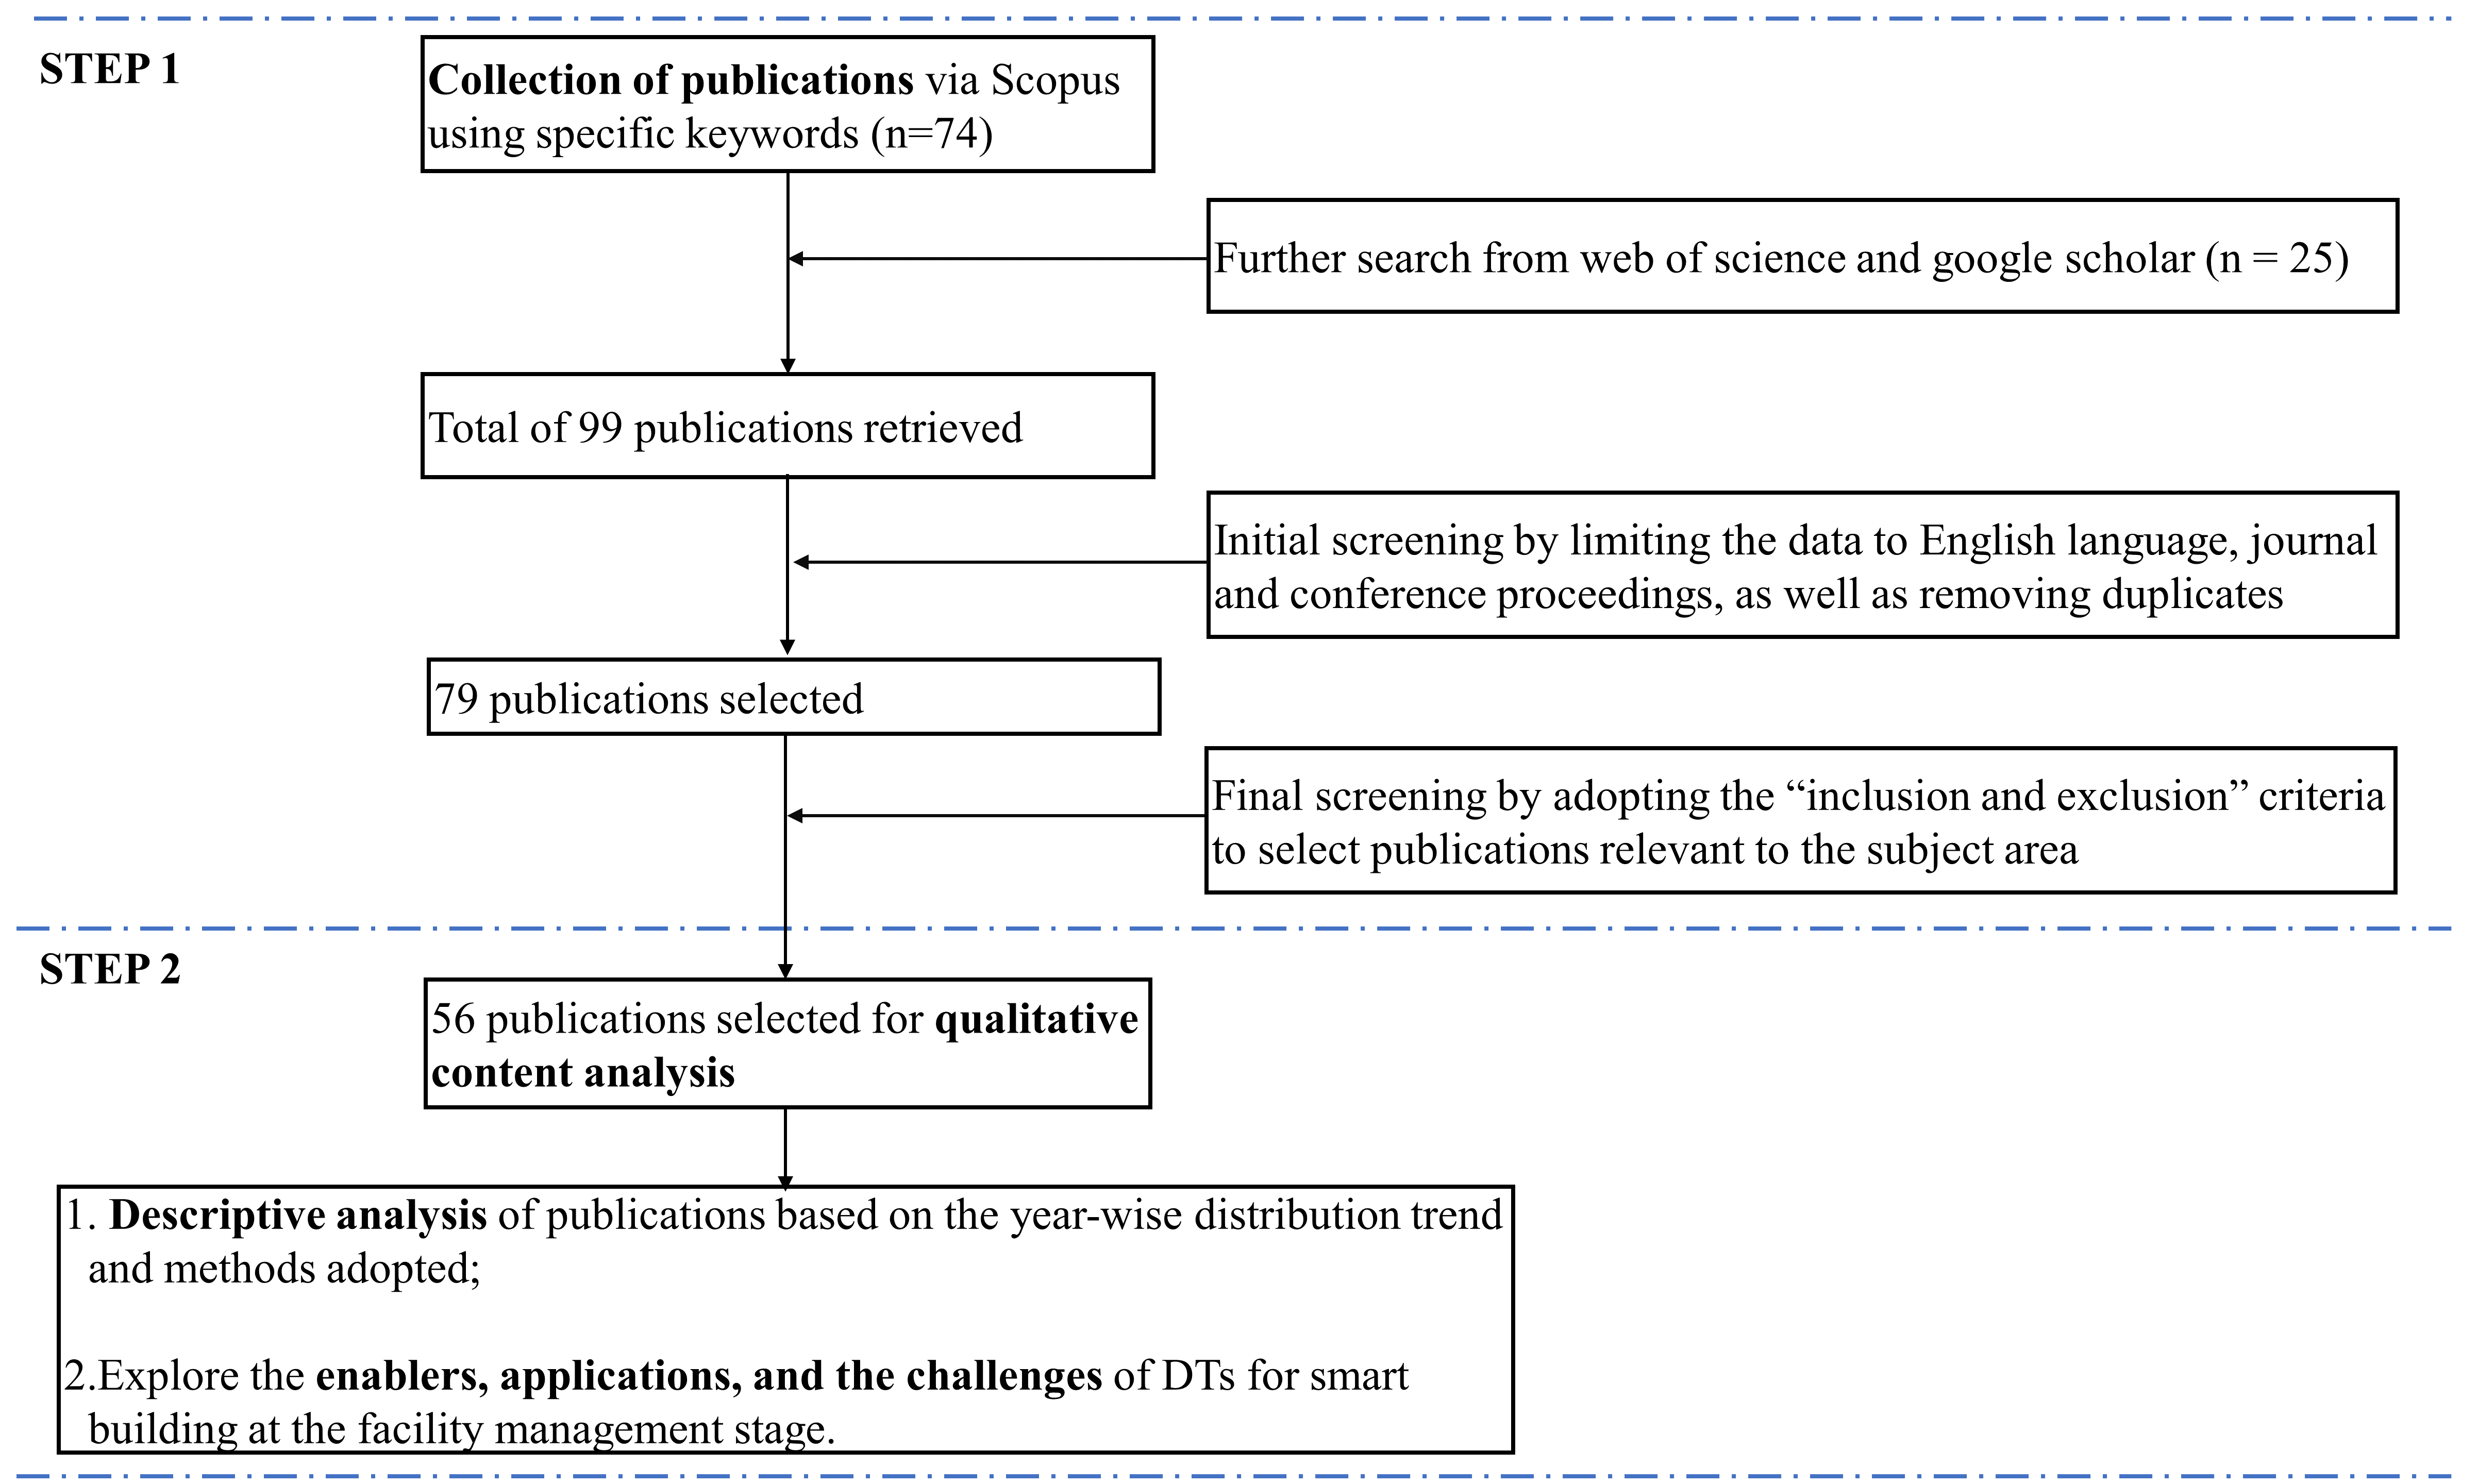 STEP 1
Collection of publications via Scopus
using specific keywords (n=74)
Further search from web of science and google scholar (n = 25)
Total of 99 publications retrieved
Initial screening by limiting the data to English language, journal
and conference proceedings, as well as removing duplicates
79 publications selected
Final screening by adopting the “inclusion and exclusion” criteria
to select publications relevant to the subject area
STEP 2
56 publications selected for qualitative
content analysis
1. Descriptive analysis of publications based on the year-wise distribution trend
and methods adopted;
2.Explore the enablers, applications, and the challenges of DTs for smart
building at the facility management stage.